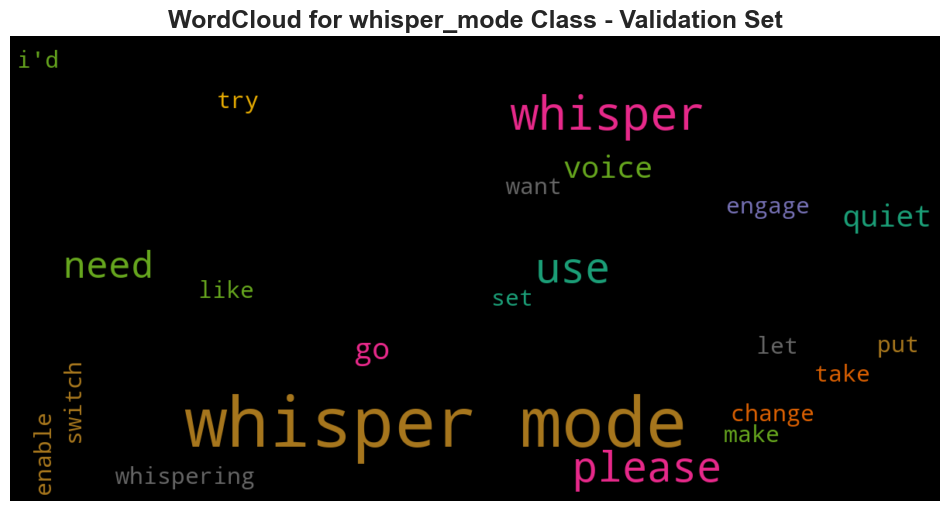 WordCloud for whisper_mode Class - Validation Set
i'd
try
whisper
voice
want
engage
quiet
need
use
like
set
go
let
put
take
switch
change
make
whisper mode
enable
please
whispering